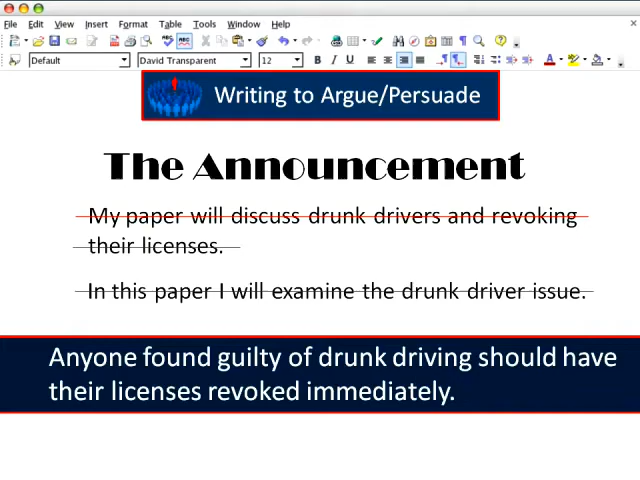 File Edit View Insert Format Table Tools Window Help
Default David Transparent 12 B I U
Writing to Argue/Persuade
The Announcement
My paper will discuss drunk drivers and revoking
their licenses.
In this paper I will examine the drunk driver issue.
Anyone found guilty of drunk driving should have
their licenses revoked immediately.